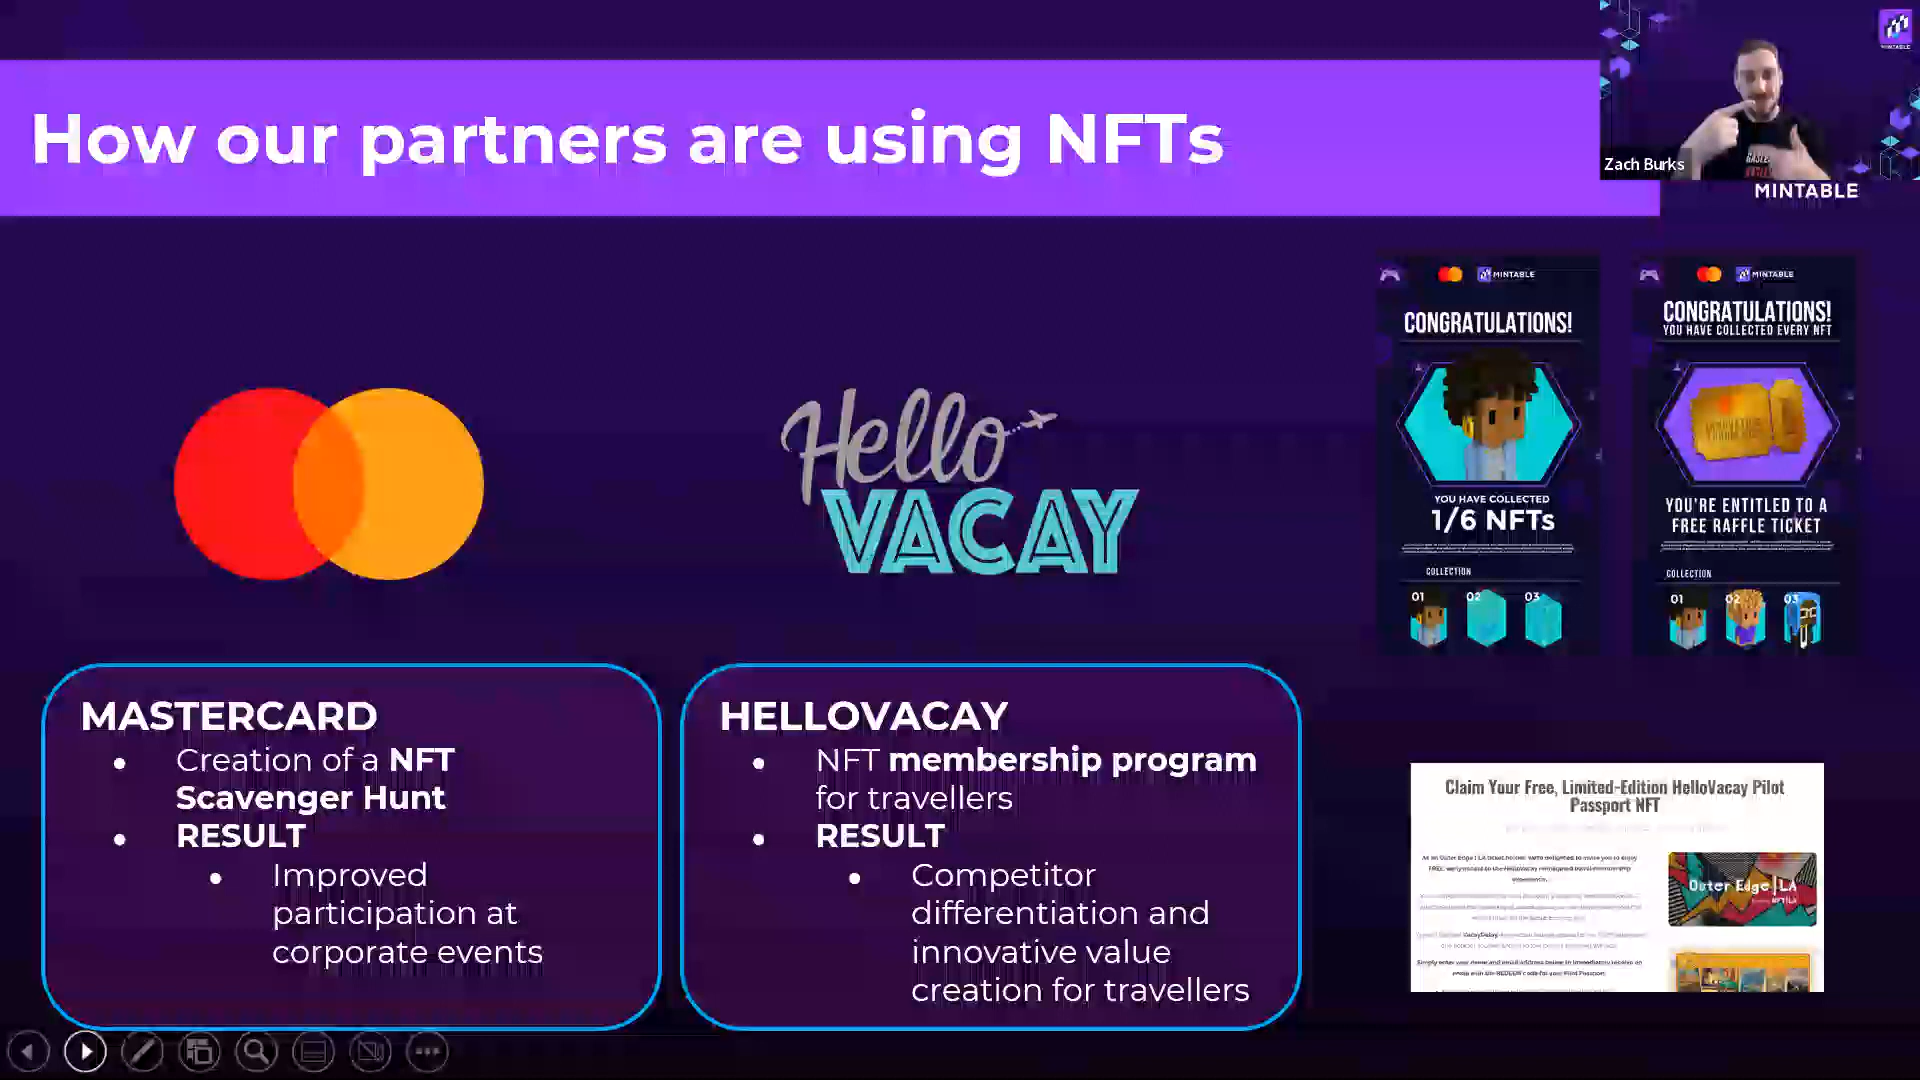 How our partners are using NFTs
MINTABLE
Zach Burks
MINTABLE
Hello
VACAY
MINTABLE
CONGRATULATIONS!
YOU HAVE COLLECTED
1/6 NFTs
COLLECTION
01
02
03
MINTABLE
CONGRATULATIONS!
YOU HAVE COLLECTED EVERY NFT
YOU'RE ENTITLED TO A
FREE RAFFLE TICKET
COLLECTION
01
02
03
MASTERCARD
• Creation of a NFT
Scavenger Hunt
• RESULT
• Improved
participation at
corporate events
HELLOVACAY
• NFT membership program
for travellers
• RESULT
• Competitor
differentiation and
innovative value
creation for travellers
Claim Your Free, Limited-Edition HelloVacay Pilot
Passport NFT
Outer Edge | LA